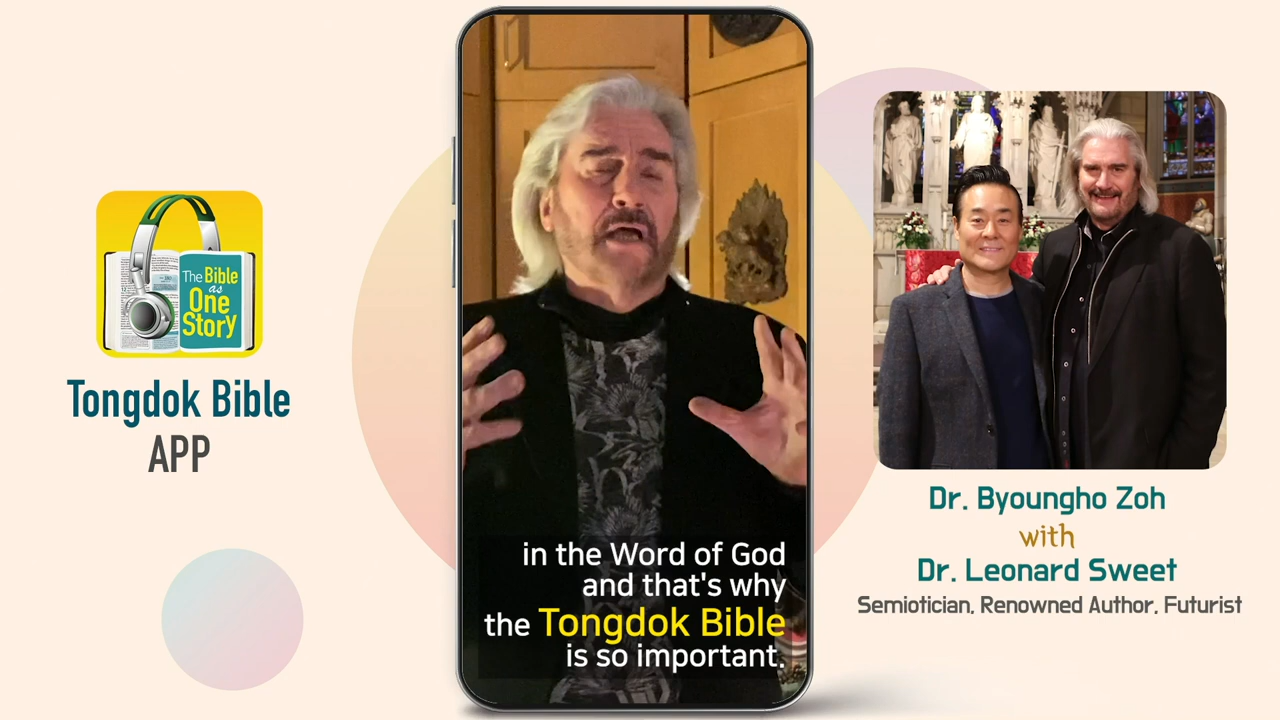 The Bible
as
One
Story
Tongdok Bible
APP
in the Word of God
and that's why
the Tongdok Bible
is so important.
Dr. Byoungho Zoh
with
Dr. Leonard Sweet
Semiotician, Renowned Author, Futurist